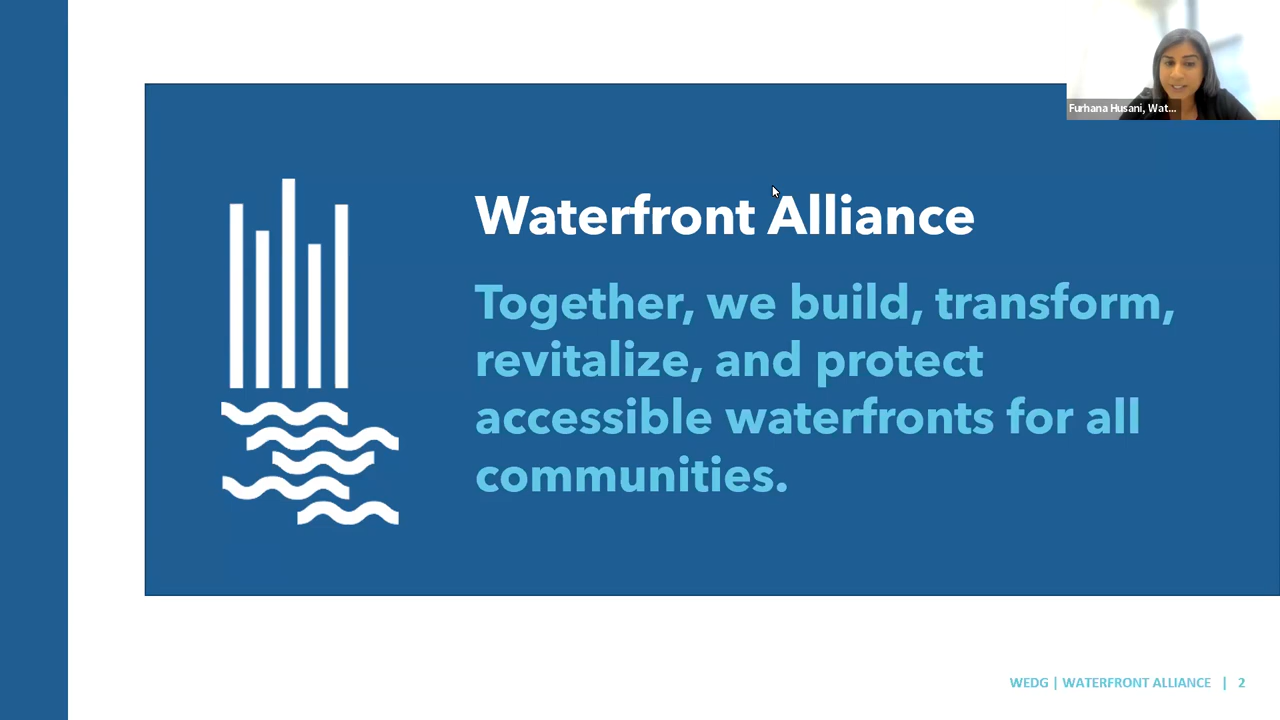 Furhana Husani, Wat...
Waterfront Alliance
Together, we build, transform,
revitalize, and protect
accessible waterfronts for all
communities.
WEDG | WATERFRONT ALLIANCE | 2